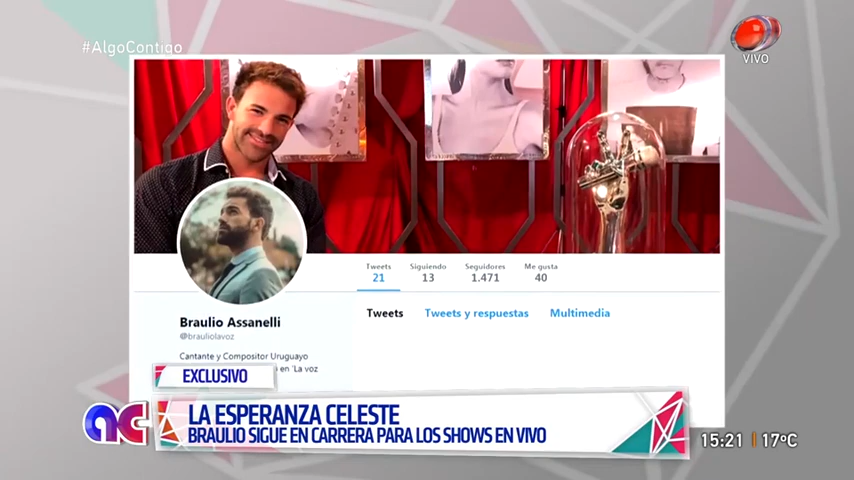 #AlgoContigo
VIVO
Tweets
21
Siguiendo
13
Seguidores
1.471
Me gusta
40
Tweets
Tweets y respuestas
Multimedia
Braulio Assanelli
@brauliolavoz
Cantante y Compositor Uruguayo
en 'La voz
EXCLUSIVO
ac
LA ESPERANZA CELESTE
BRAULIO SIGUE EN CARRERA PARA LOS SHOWS EN VIVO
15:21 17ºC